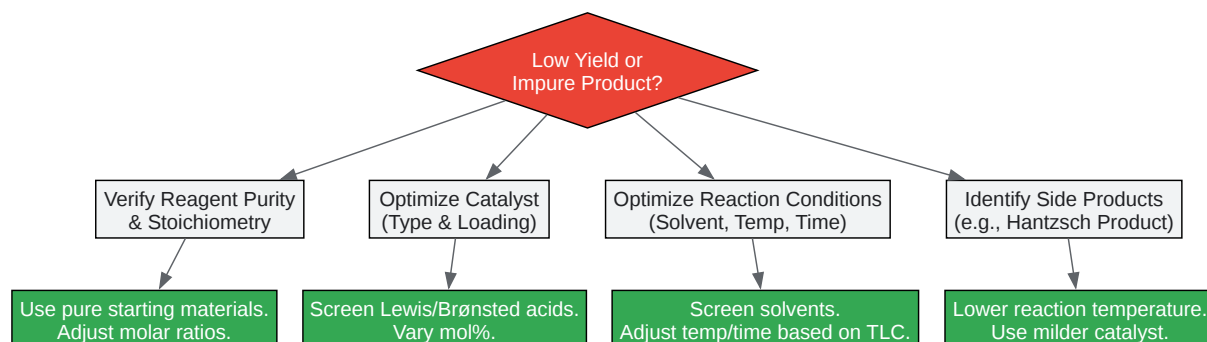 Low Yield or
Impure Product?
Verify Reagent Purity
& Stoichiometry
Optimize Catalyst
(Type & Loading)
Optimize Reaction Conditions
(Solvent, Temp, Time)
Identify Side Products
(e.g., Hantzsch Product)
Use pure starting materials.
Adjust molar ratios.
Screen Lewis/Brønsted acids.
Vary mol%.
Screen solvents.
Adjust temp/time based on TLC.
Lower reaction temperature.
Use milder catalyst.